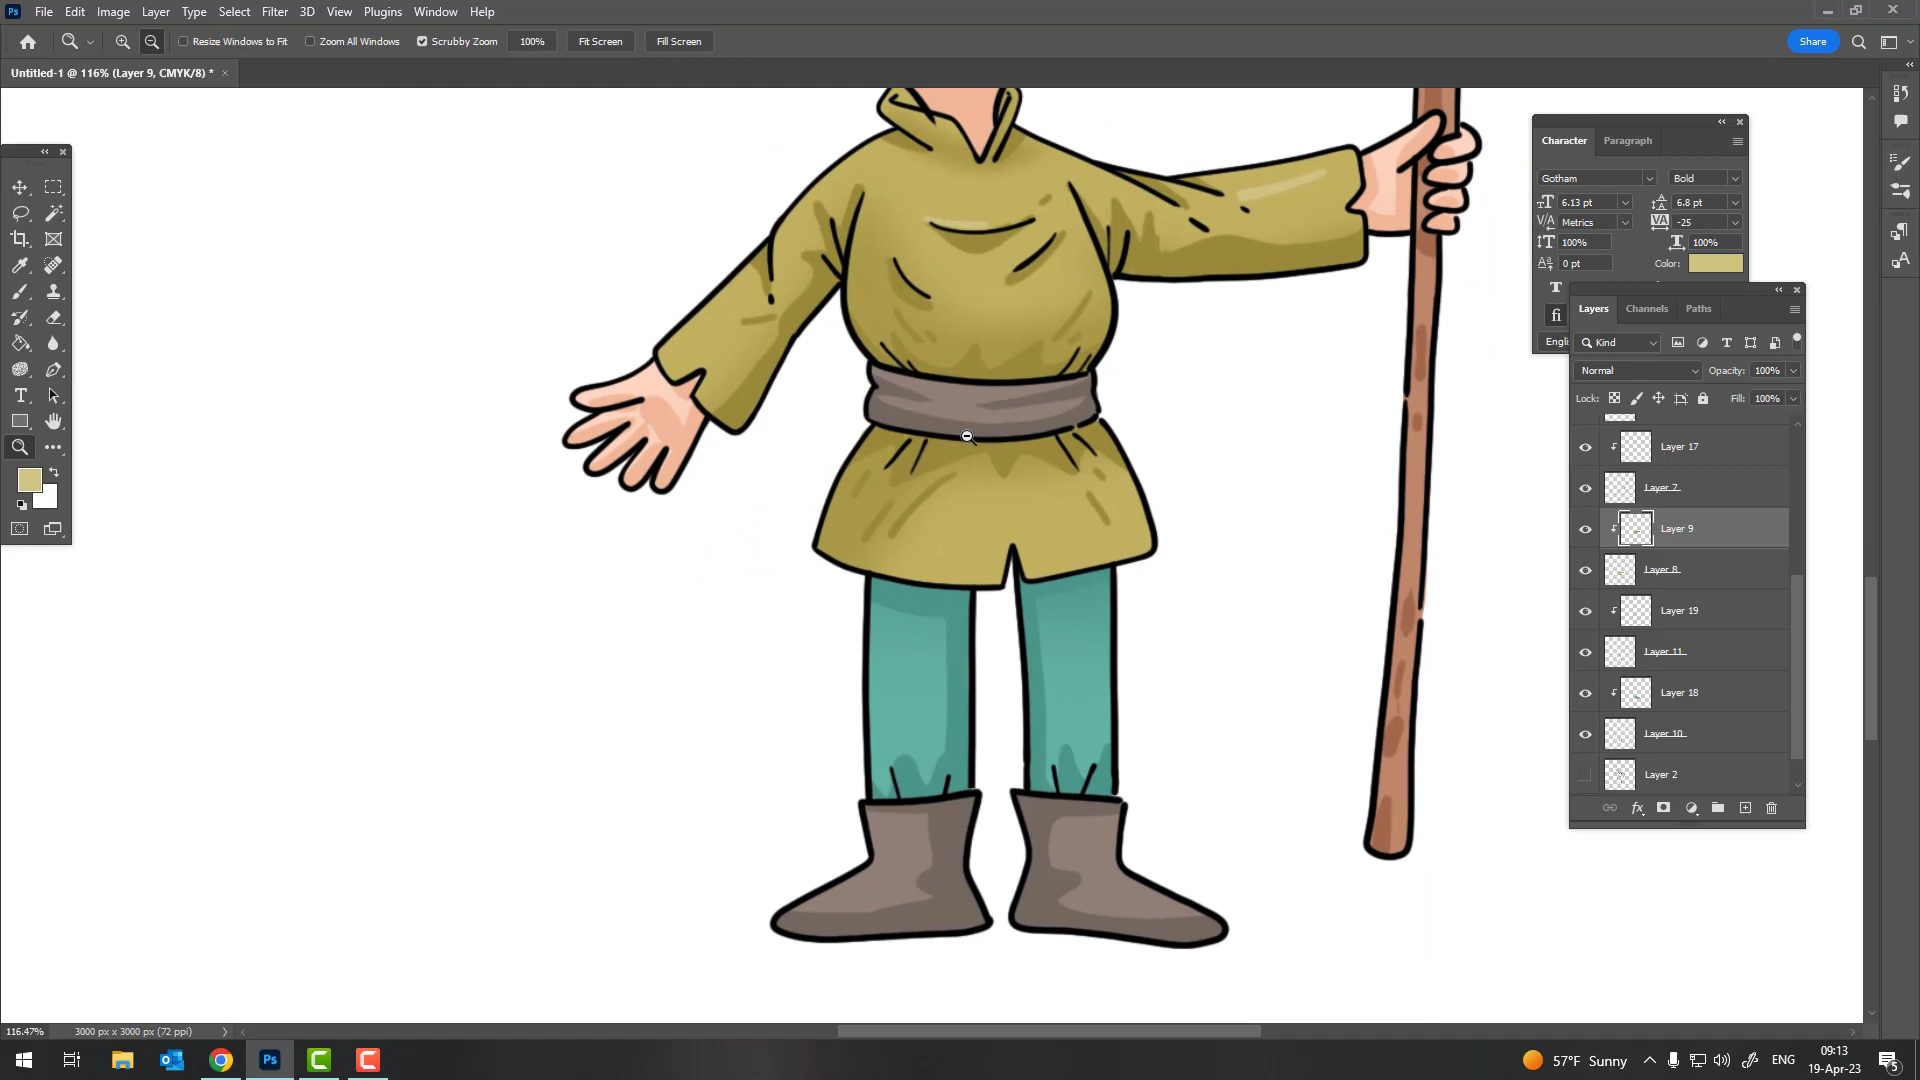 Ps File Edit Image Layer Type Select Filter 3D View Plugins Window Help
Resize Windows to Fit Zoom All Windows Scrubby Zoom 100% Fit Screen Fill Screen Share
Untitled-1 @ 116% (Layer 9, CMYK/8) * ×
Character Paragraph
Gotham Bold
6.13 pt 6.8 pt
Metrics -25
100% 100%
0 pt Color:
T
fi
Engli
Layers Channels Paths
Kind
Normal Opacity: 100%
Lock: Fill: 100%
Layer 17
Layer 7
Layer 9
Layer 8
Layer 19
Layer 11
Layer 18
Layer 10
Layer 2
fx
116.47% 3000 px x 3000 px (72 ppi)
Ps 57°F Sunny ENG 09:13
19-Apr-23 5